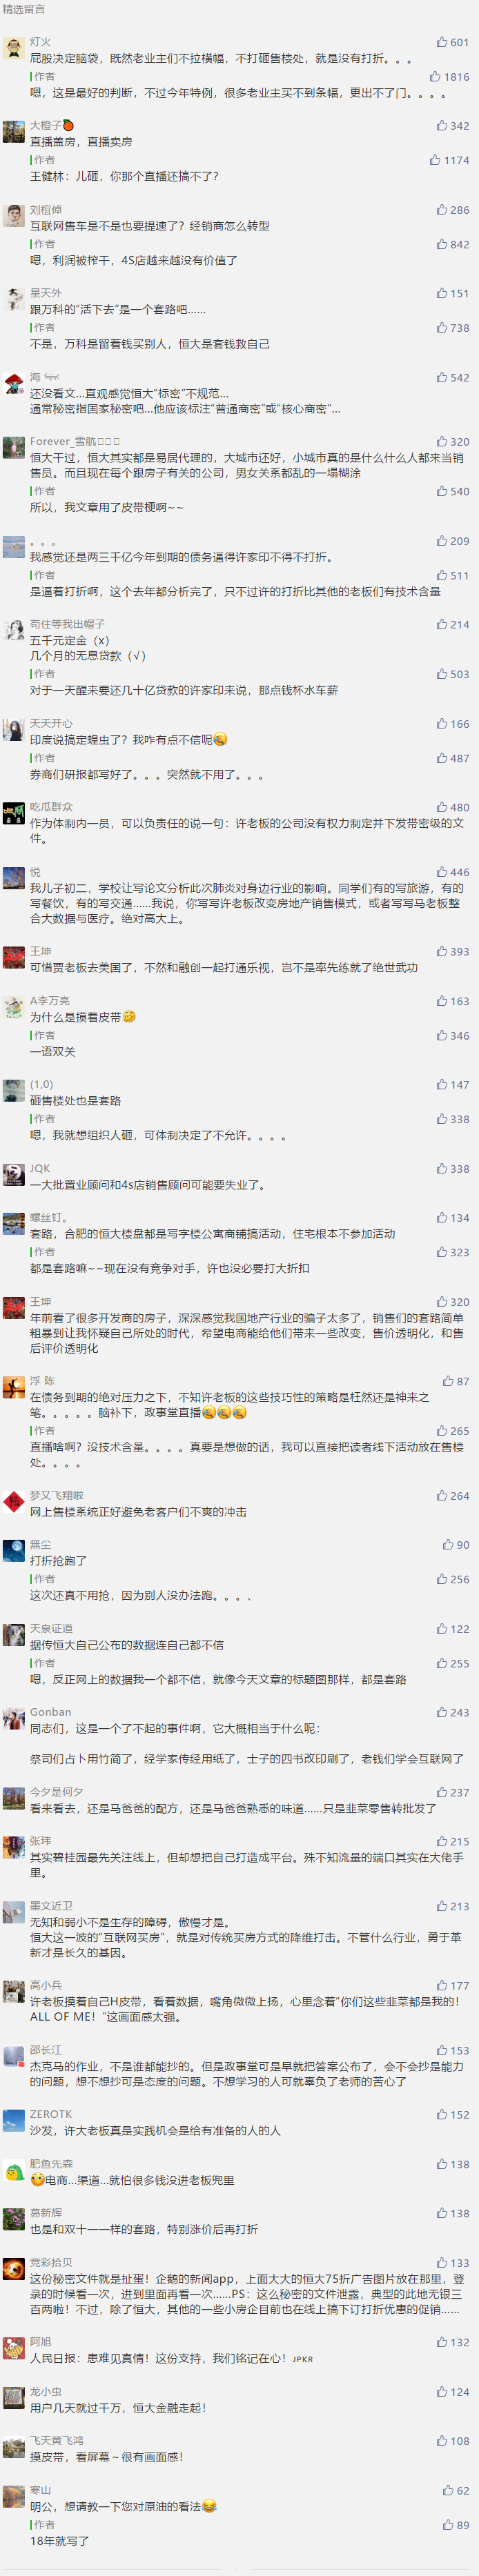 精选留言
灯火 601
屁股决定脑袋，既然老业主们不拉横幅，不打砸售楼处，就是没有打折。。。
作者 1816
嗯，这是最好的判断，不过今年特例，很多老业主买不到条幅，更出不了门。。。。
大橙子🍊 342
直播盖房，直播卖房
作者 1174
王健林：儿砸，你那个直播还搞不了？
刘楦倬 286
互联网售车是不是也要提速了？经销商怎么转型
作者 842
嗯，利润被榨干，4S店越来越没有价值了
星天外 151
跟万科的“活下去”是一个套路吧……
作者 738
不是，万科是留着钱买别人，恒大是套钱救自己
海 542
还没看文…直观感觉恒大“标密”不规范…
通常秘密指国家秘密吧…他应该标注“普通商密”或“核心商密”…
Forever_雪航 320
恒大干过，恒大其实都是易居代理的，大城市还好，小城市真的是什么什么人都来当销
售员。而且现在每个跟房子有关的公司，男女关系都乱的一塌糊涂
作者 540
所以，我文章用了皮带梗啊~~
。。。 209
我感觉还是两三千亿今年到期的债务逼得许家印不得不打折。
作者 511
是逼着打折啊，这个去年都分析完了，只不过许的打折比其他的老板们有技术含量
苟住等我出帽子 214
五千元定金（x）
几个月的无息贷款（√）
作者 503
对于一天醒来要还几十亿贷款的许家印来说，那点钱杯水车薪
天天开心 166
印度说搞定蝗虫了？我咋有点不信呢😂
作者 487
券商们研报都写好了。。。突然就不用了。。。
吃瓜群众 480
作为体制内一员，可以负责任的说一句：许老板的公司没有权力制定并下发带密级的文
件。
悦 446
我儿子初二，学校让写论文分析此次肺炎对身边行业的影响。同学们有的写旅游，有的
写餐饮，有的写交通……我说，你写写许老板改变房地产销售模式，或者写写马老板整
合大数据与医疗。绝对高大上。
王坤 393
可惜贾老板去美国了，不然和融创一起打通乐视，岂不是率先练就了绝世武功
A李万亮 163
为什么是摸着皮带🤔
作者 346
一语双关
(1,0) 147
砸售楼处也是套路
作者 338
嗯，我就想组织人砸，可体制决定了不允许。。。。
JQK 338
一大批置业顾问和4s店销售顾问可能要失业了。
螺丝钉。 134
套路，合肥的恒大楼盘都是写字楼公寓商铺搞活动，住宅根本不参加活动
作者 323
都是套路嘛~~现在没有竞争对手，许也没必要打大折扣
王坤 320
年前看了很多开发商的房子，深深感觉我国地产行业的骗子太多了，销售们的套路简单
粗暴到让我怀疑自己所处的时代，希望电商能给他们带来一些改变，售价透明化，和售
后评价透明化
浮 陈 87
在债务到期的绝对压力之下，不知许老板的这些技巧性的策略是枉然还是神来之
笔。。。。。脑补下，政事堂直播😂😂😂
作者 265
直播啥啊？没技术含量。。。。真要是想做的话，我可以直接把读者线下活动放在售楼
处。。。。
梦又飞翔啦 264
网上售楼系统正好避免老客户们不爽的冲击
無尘 90
打折抢跑了
作者 256
这次还真不用抢，因为别人没办法跑。。。、
天泉证道 122
据传恒大自己公布的数据连自己都不信
作者 255
嗯，反正网上的数据我一个都不信，就像今天文章的标题图那样，都是套路
Gonban 243
同志们，这是一个了不起的事件啊，它大概相当于什么呢：
祭司们占卜用竹简了，经学家传经用纸了，士子的四书改印刷了，老钱们学会互联网了
今夕是何夕 237
看来看去，还是马爸爸的配方，还是马爸爸熟悉的味道……只是韭菜零售转批发了
张玮 215
其实碧桂园最先关注线上，但却想把自己打造成平台。殊不知流量的端口其实在大佬手
里。
墨文近卫 213
无知和弱小不是生存的障碍，傲慢才是。
恒大这一波的“互联网买房”，就是对传统买房方式的降维打击。不管什么行业，勇于革
新才是长久的基因。
高小兵 177
许老板摸着自己H皮带，看着数据，嘴角微微上扬，心里念着“你们这些韭菜都是我的！
ALL OF ME！”这画面感太强。
邵长江 153
杰克马的作业，不是谁都能抄的。但是政事堂可是早就把答案公布了，会不会抄是能力
的问题，想不想抄可是态度的问题。不想学习的人可就辜负了老师的苦心了
ZEROTK 152
沙发，许大老板真是实践机会是给有准备的人的人
肥鱼先森 138
电商…渠道…就怕很多钱没进老板兜里
葛新辉 138
也是和双十一一样的套路，特别涨价后再打折
竞彩拾贝 133
这份秘密文件就是扯蛋！企鹅的新闻app，上面大大的恒大75折广告图片放在那里，登
录的时候看一次，进到里面再看一次……PS：这么秘密的文件泄露，典型的此地无银三
百两啦！不过，除了恒大，其他的一些小房企目前也在线上搞下订打折优惠的促销……
阿旭 132
人民日报：患难见真情！这份支持，我们铭记在心！JPKR
龙小虫 124
用户几天就过千万，恒大金融走起！
飞天黄飞鸿 108
摸皮带，看屏幕～很有画面感！
寒山 62
明公，想请教一下您对原油的看法😂
作者 89
18年就写了